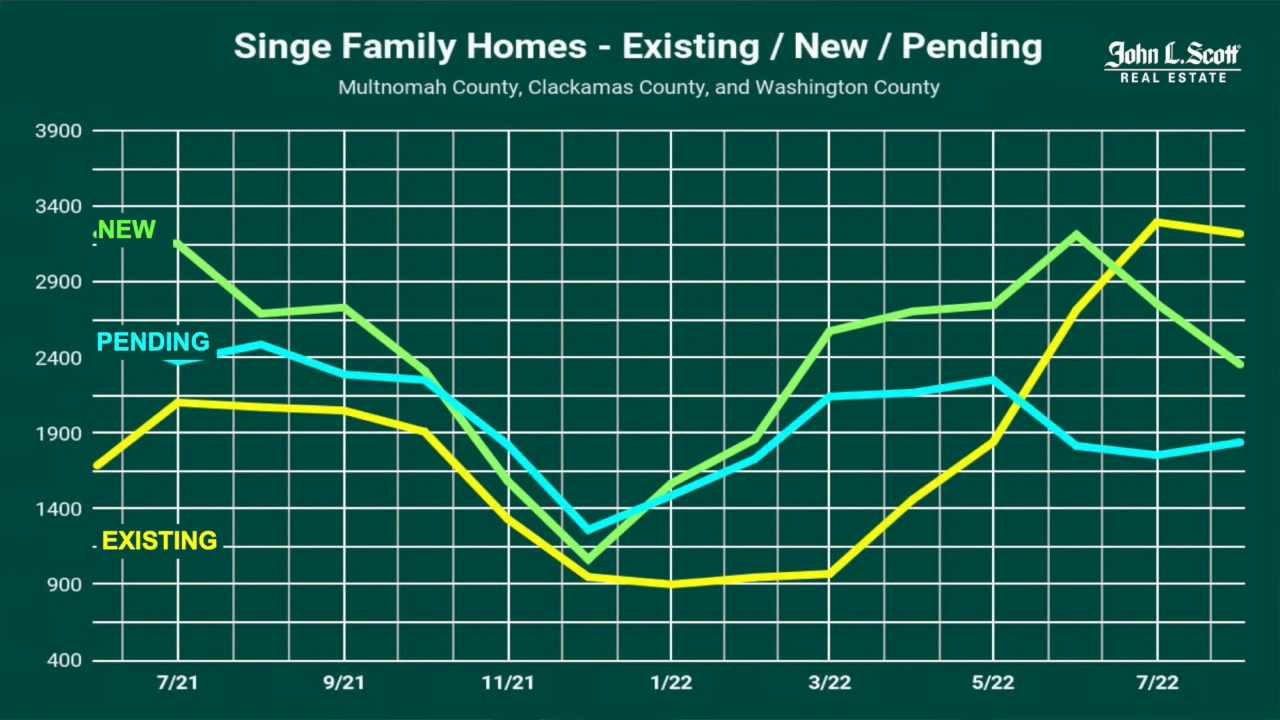 Singe Family Homes - Existing / New / Pending
John L. Scott
REAL ESTATE
Multnomah County, Clackamas County, and Washington County
3900
3400
NEW
2900
PENDING
2400
1900
1400
EXISTING
900
400
7/21 9/21 11/21 1/22 3/22 5/22 7/22